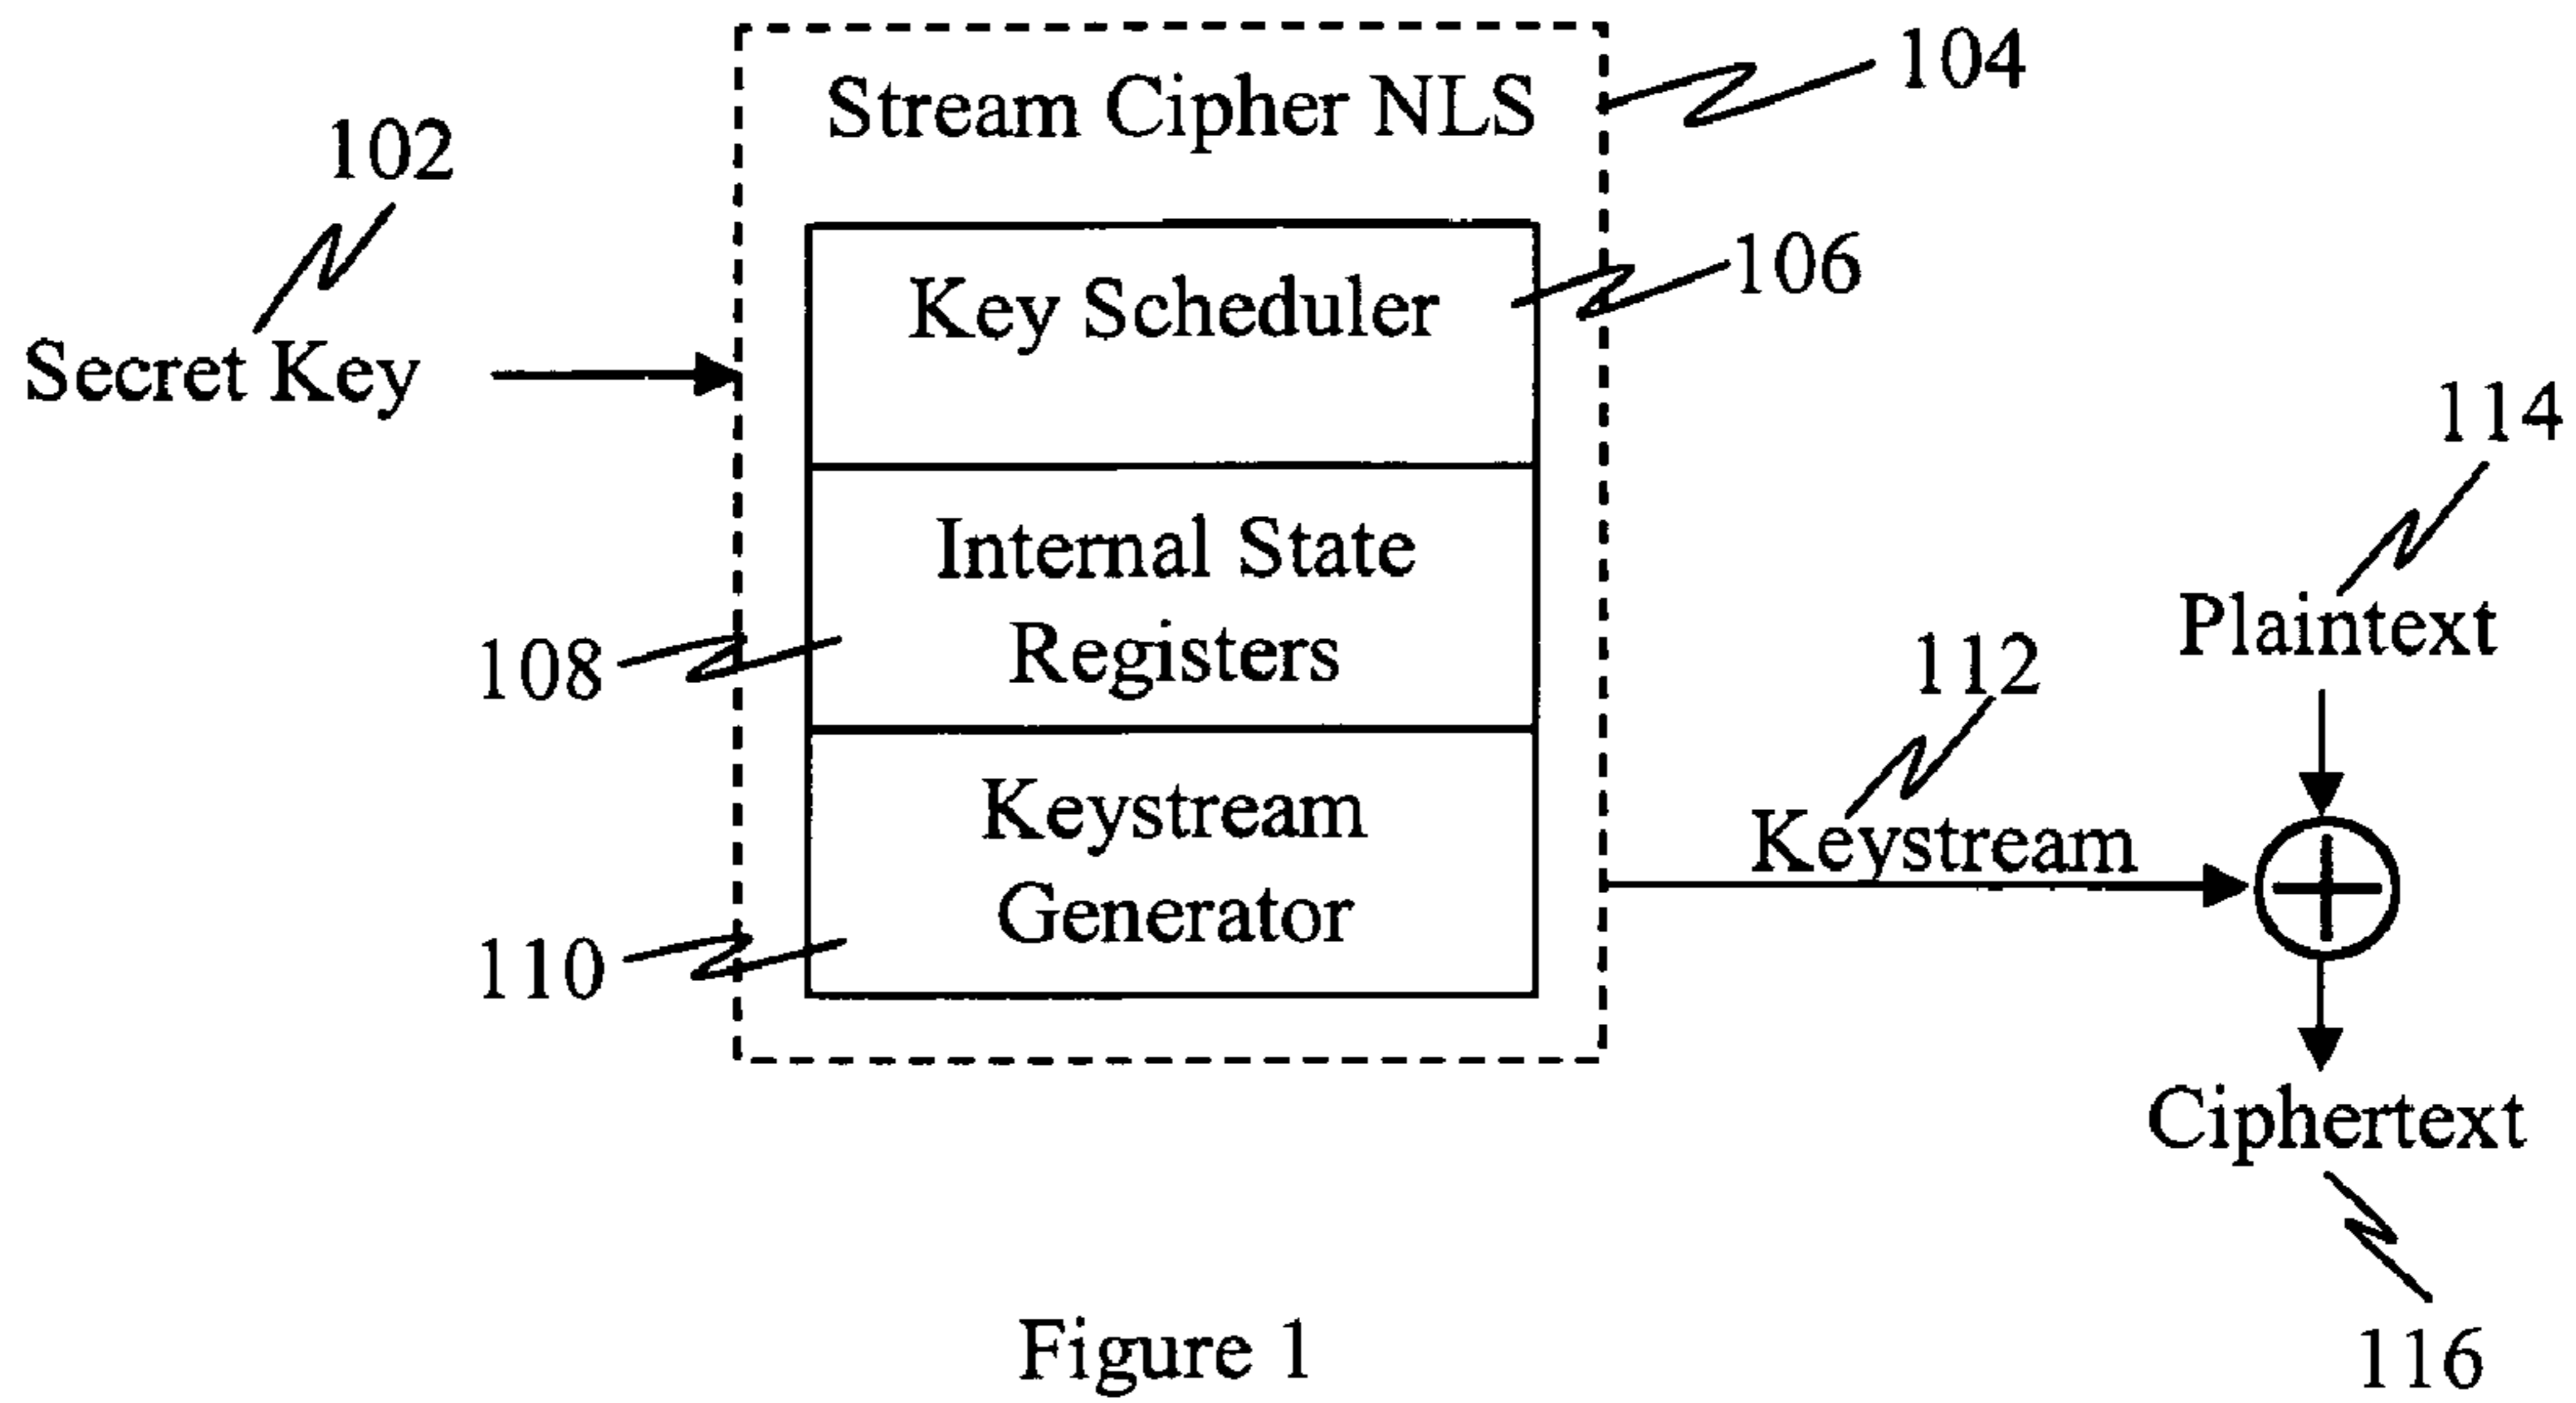 Stream Cipher NLS
104
102
Key Scheduler
106
Secret Key
114
Internal State
Registers
108
Plaintext
112
Keystream
Generator
110
Keystream
Ciphertext
116
Figure 1